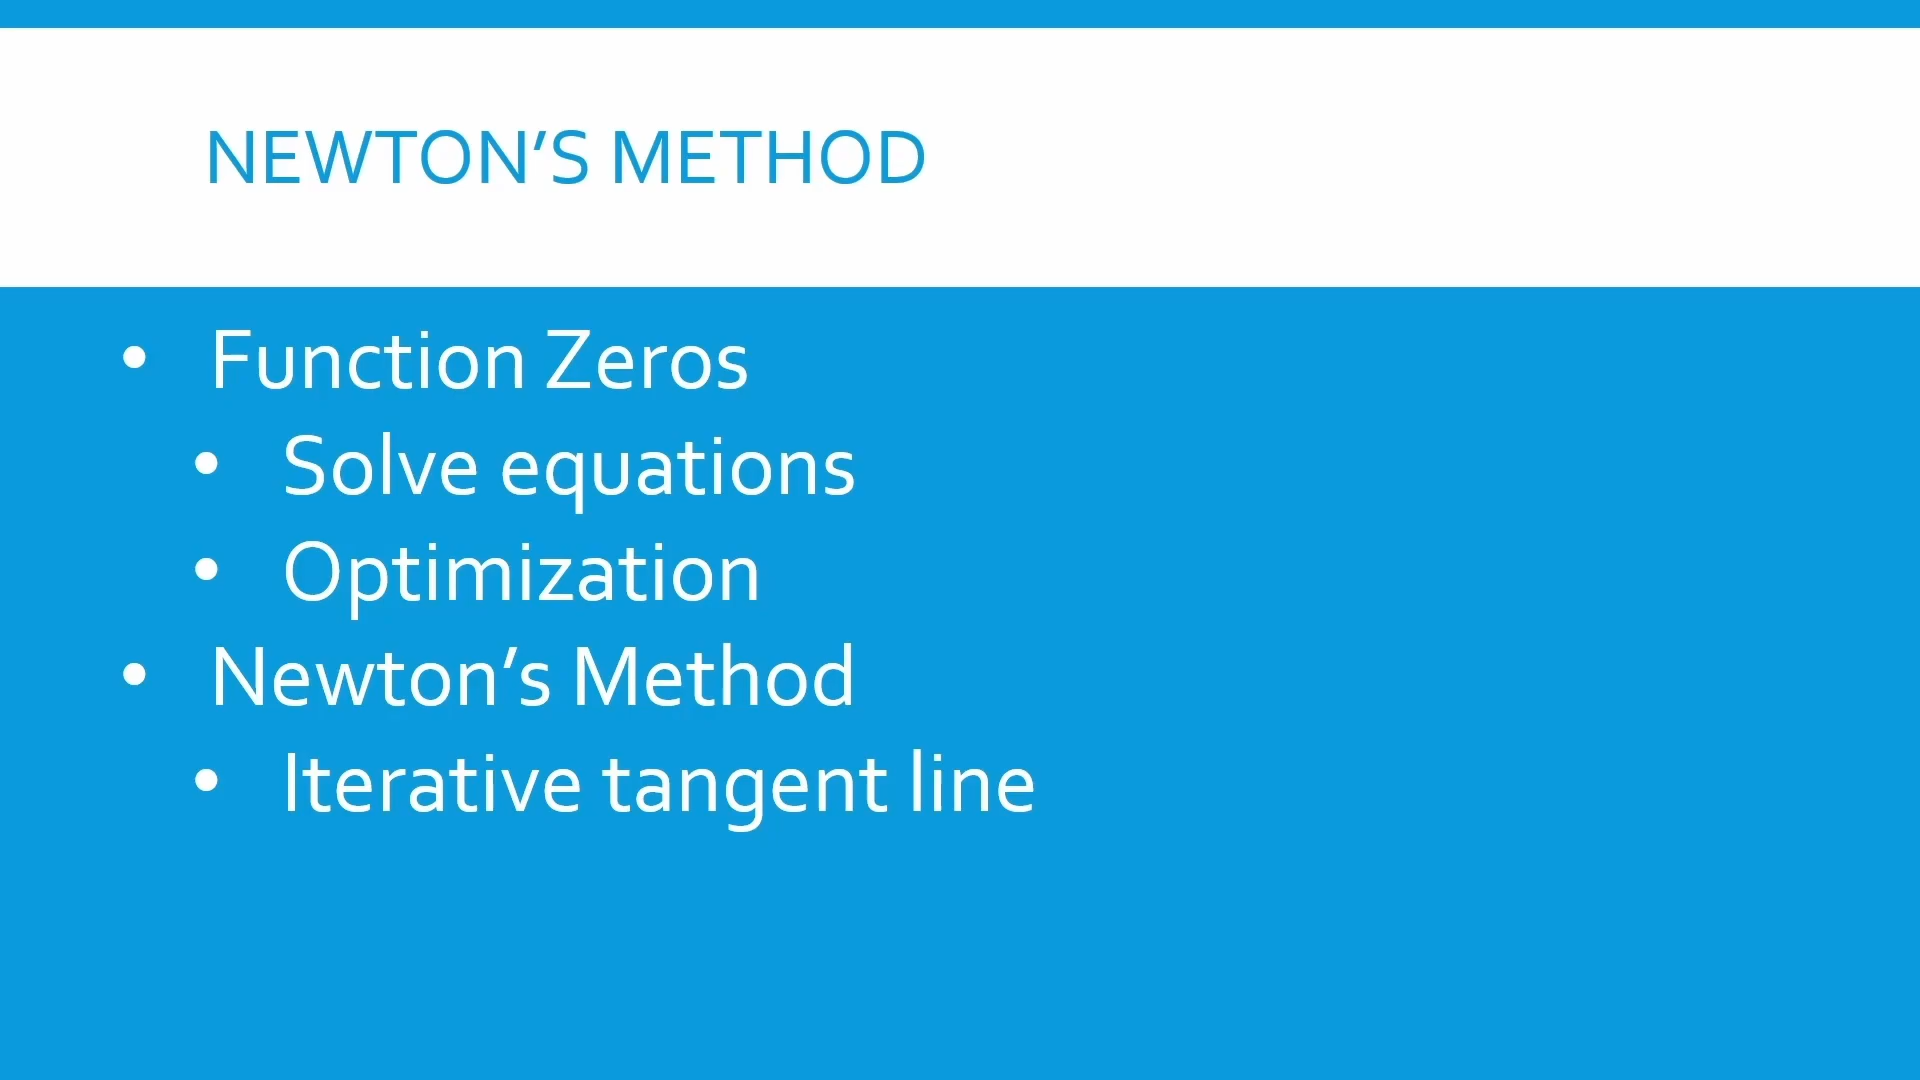 NEWTON’S METHOD
• Function Zeros
• Solve equations
• Optimization
• Newton’s Method
• Iterative tangent line